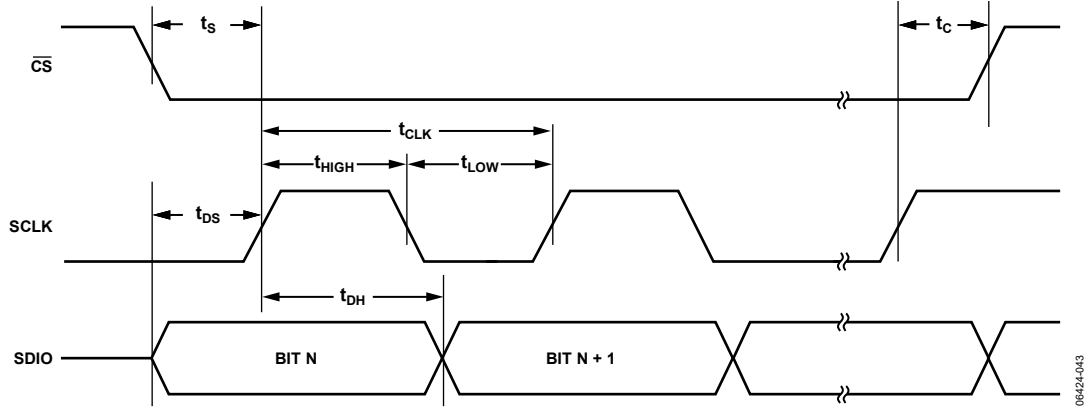 tS
tC
CS
tCLK
tHIGH
tLOW
tDS
SCLK
tDH
SDIO
BIT N
BIT N + 1
06424-043